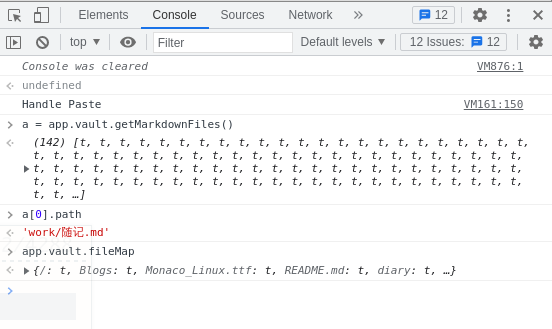 Elements Console Sources Network 12
top Filter Default levels 12 Issues: 12
Console was cleared VM876:1
undefined
Handle Paste VM161:150
a = app.vault.getMarkdownFiles()
(142) [t, t, t, t, t, t, t, t, t, t, t, t, t, t, t, t, t, t, t, t, t, t, t,
t, t, t, t, t, t, t, t, t, t, t, t, t, t, t, t, t, t, t, t, t, t, t, t, t,
t, t, t, t, t, t, t, t, t, t, t, t, t, t, t, t, t, t, t, t, t, t, t, t, t,
t, t, t, t, t, t, t, t, t, t, t, t, t, t, t, t, t, t, t, t, t, t, t, t, t,
t, t, …]
a[0].path
'work/随记.md'
app.vault.fileMap
{/: t, Blogs: t, Monaco_Linux.ttf: t, README.md: t, diary: t, …}